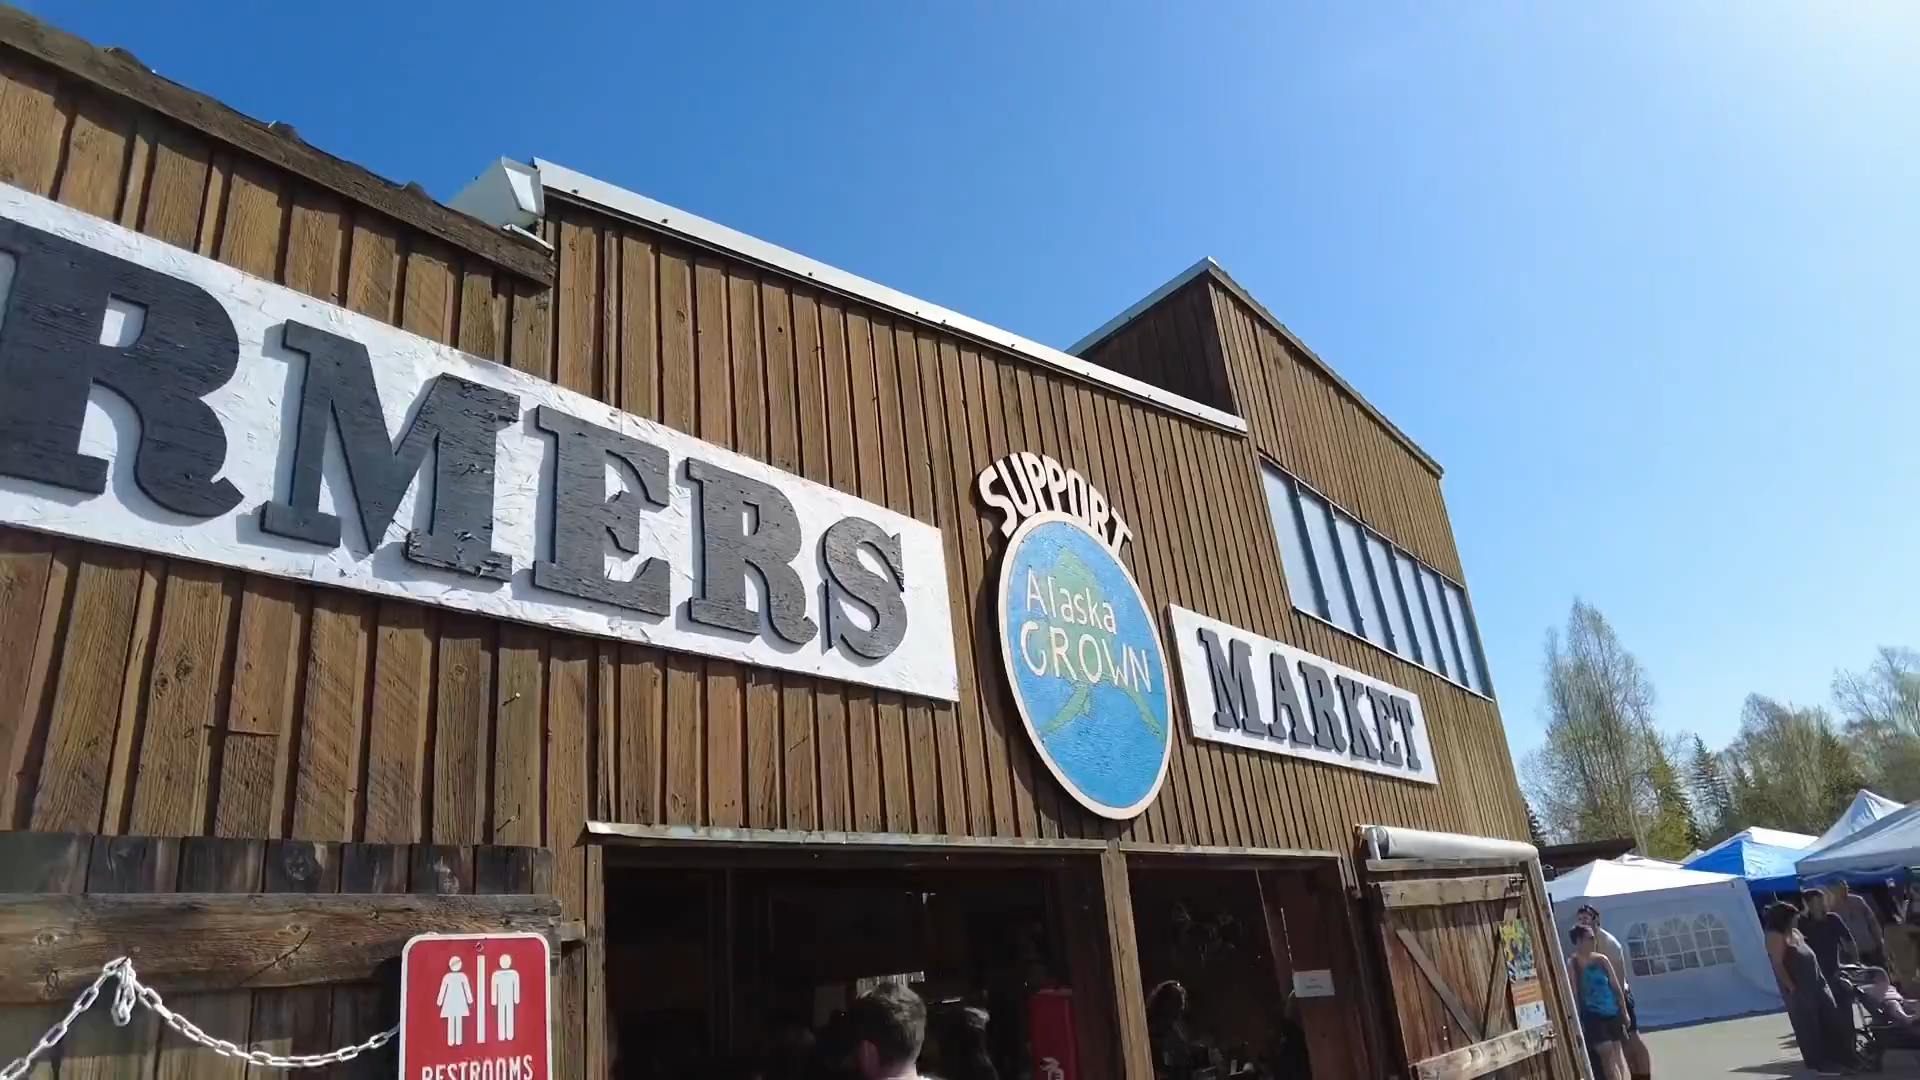 RMERS
SUPPORT
Alaska
GROWN
MARKET
RESTROOMS